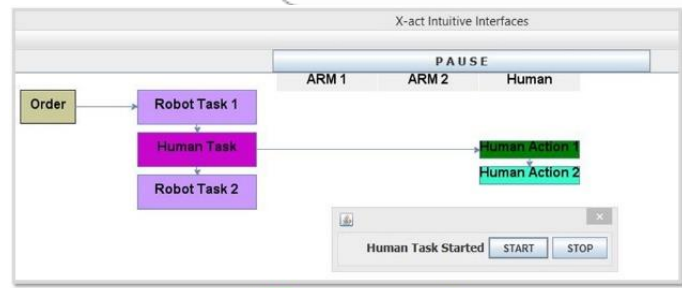 X-act Intuitive Interfaces
PAUSE
ARM 1 ARM 2 Human
Order
Robot Task 1
Human Task
Human Action 1
Human Action 2
Robot Task 2
Human Task Started START STOP